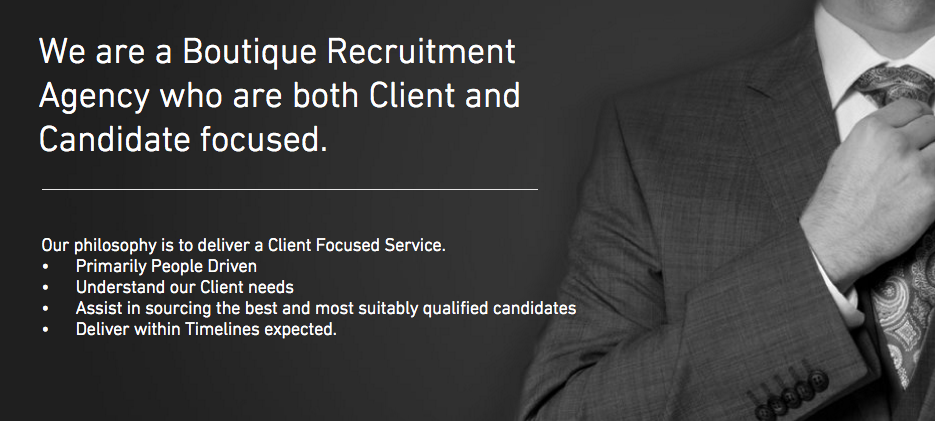 We are a Boutique Recruitment
Agency who are both Client and
Candidate focused.
Our philosophy is to deliver a Client Focused Service.
• Primarily People Driven
• Understand our Client needs
• Assist in sourcing the best and most suitably qualified candidates
• Deliver within Timelines expected.